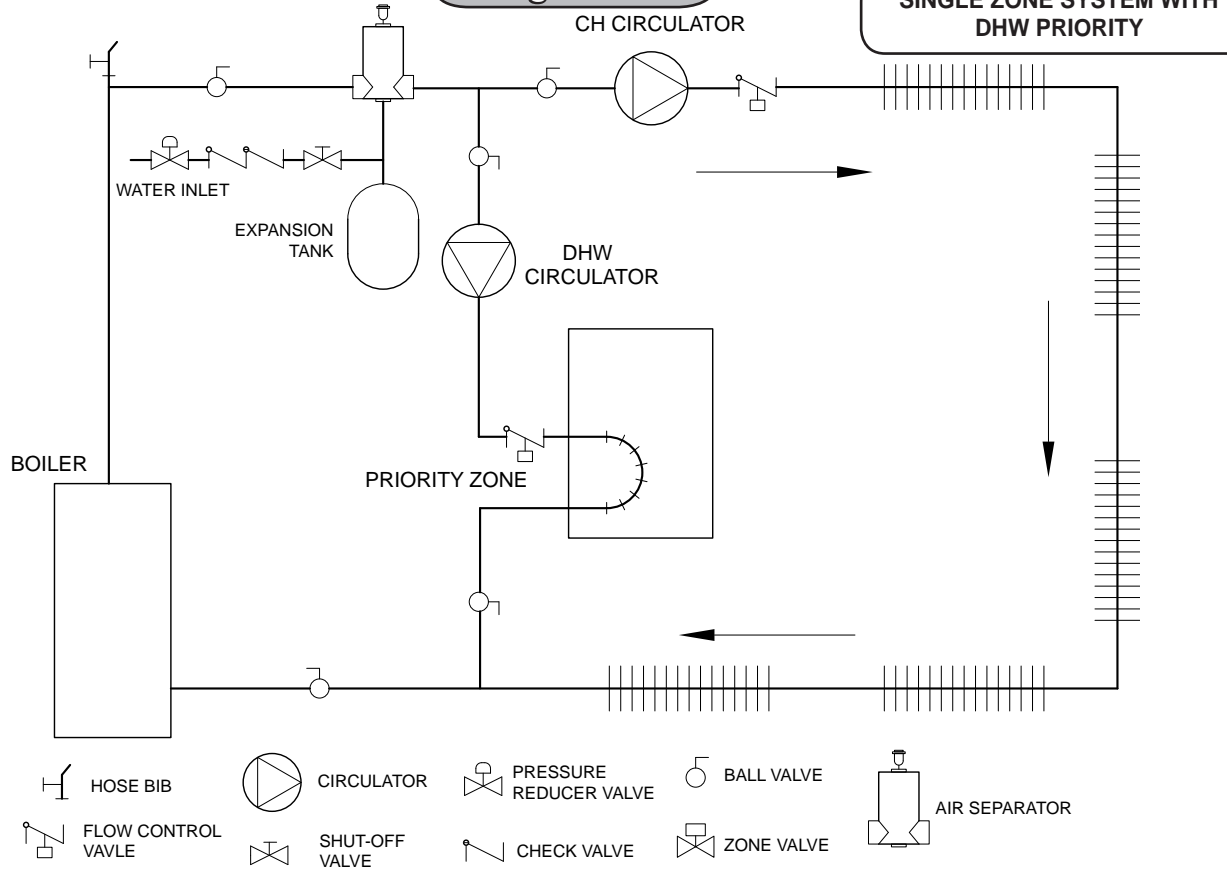 CH CIRCULATOR
SINGLE ZONE SYSTEM WITH
DHW PRIORITY
WATER INLET
EXPANSION
TANK
DHW
CIRCULATOR
BOILER
PRIORITY ZONE
HOSE BIB
CIRCULATOR
PRESSURE
REDUCER VALVE
BALL VALVE
AIR SEPARATOR
FLOW CONTROL
VAVLE
SHUT-OFF
VALVE
CHECK VALVE
ZONE VALVE